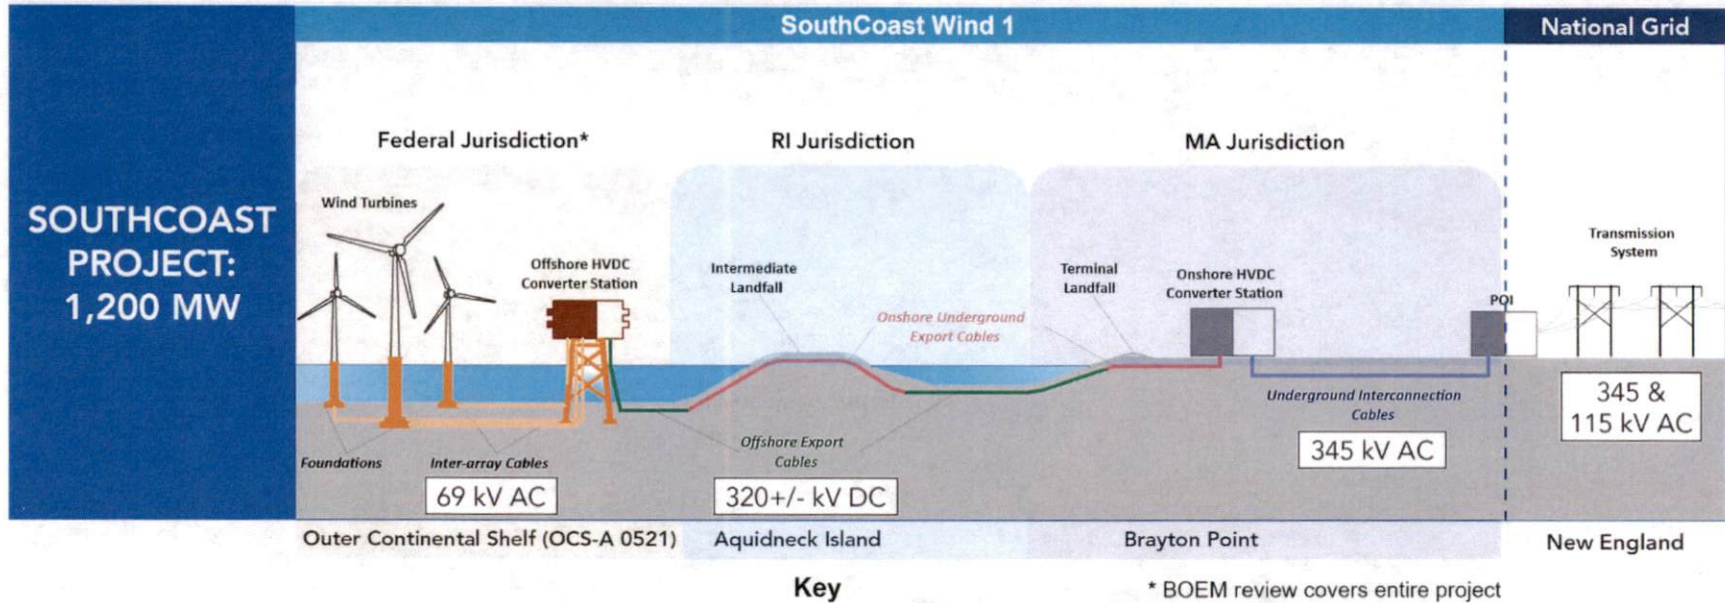 SouthCoast Wind 1
National Grid
SOUTHCOAST
PROJECT:
1,200 MW
Federal Jurisdiction*
RI Jurisdiction
MA Jurisdiction
Wind Turbines
Offshore HVDC
Converter Station
Intermediate
Landfall
Onshore Underground
Export Cables
Terminal
Landfall
Onshore HVDC
Converter Station
POI
Transmission
System
Foundations
Inter-array Cables
69 kV AC
Offshore Export
Cables
320+/- kV DC
Underground Interconnection
Cables
345 kV AC
345 &
115 kV AC
Outer Continental Shelf (OCS-A 0521)
Aquidneck Island
Brayton Point
New England
Key
* BOEM review covers entire project